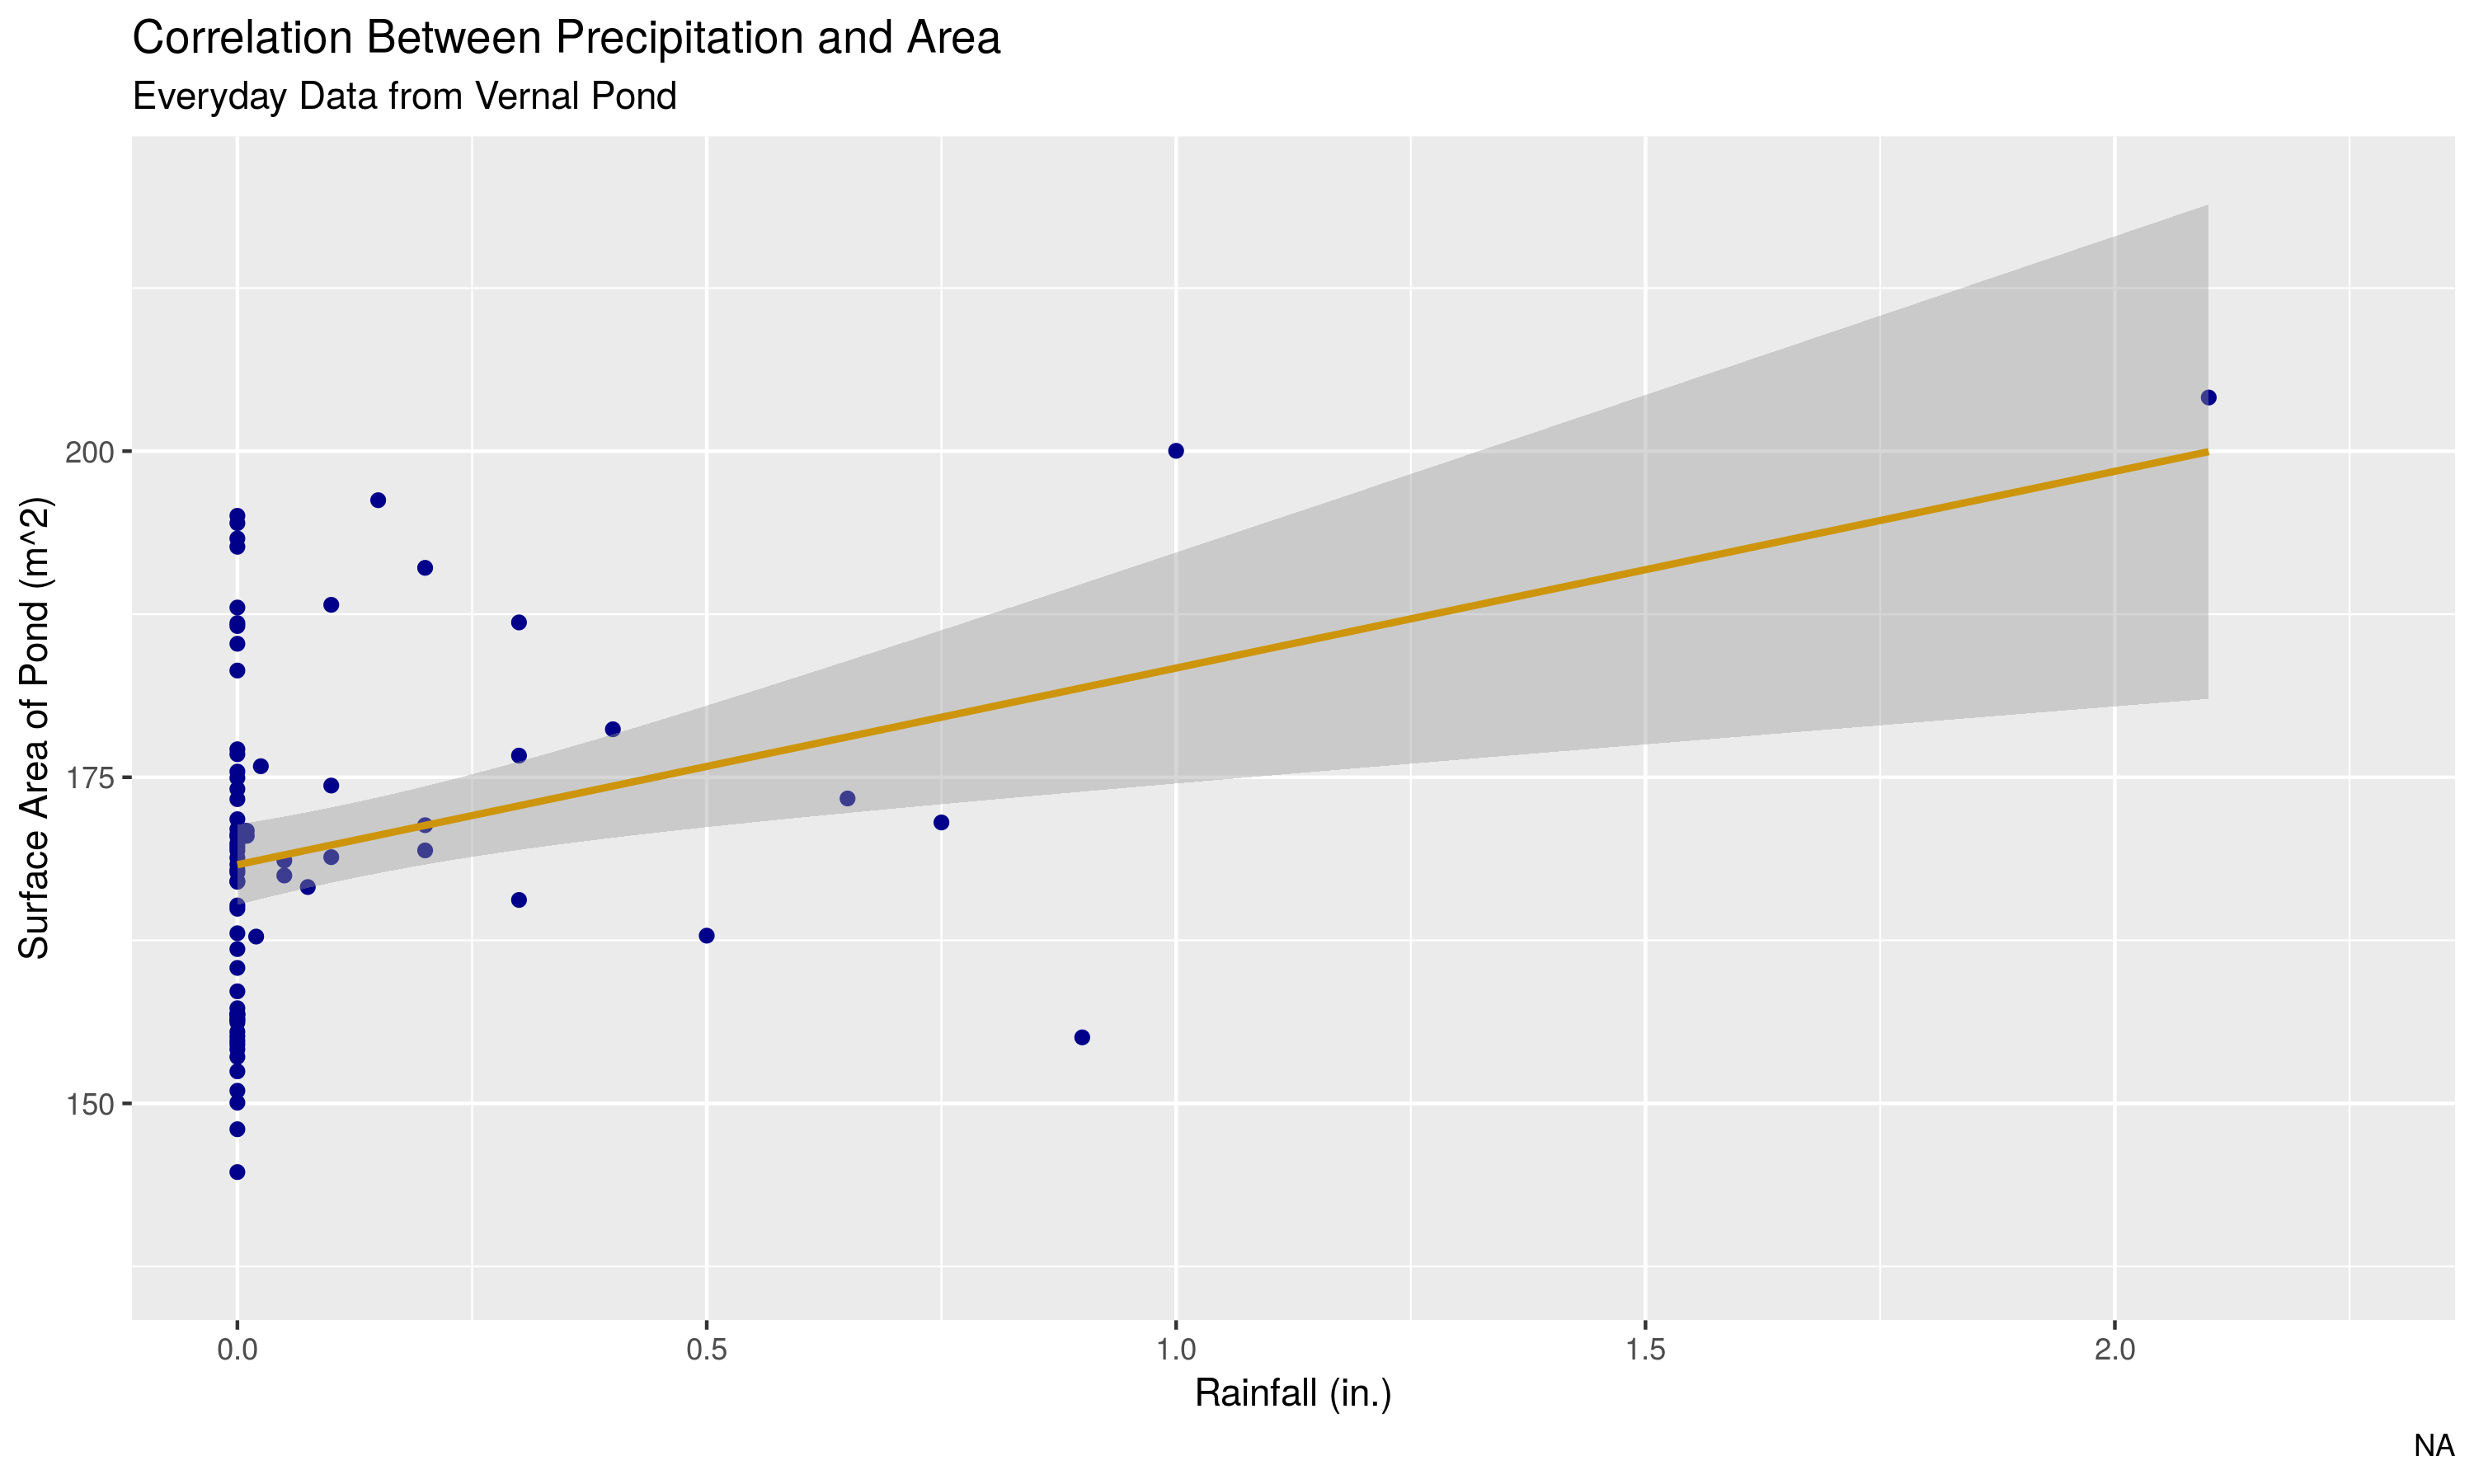 Correlation Between Precipitation and Area
Everyday Data from Vernal Pond
Surface Area of Pond (m^2)
200
175
150
0.0 0.5 1.0 1.5 2.0
Rainfall (in.)
NA